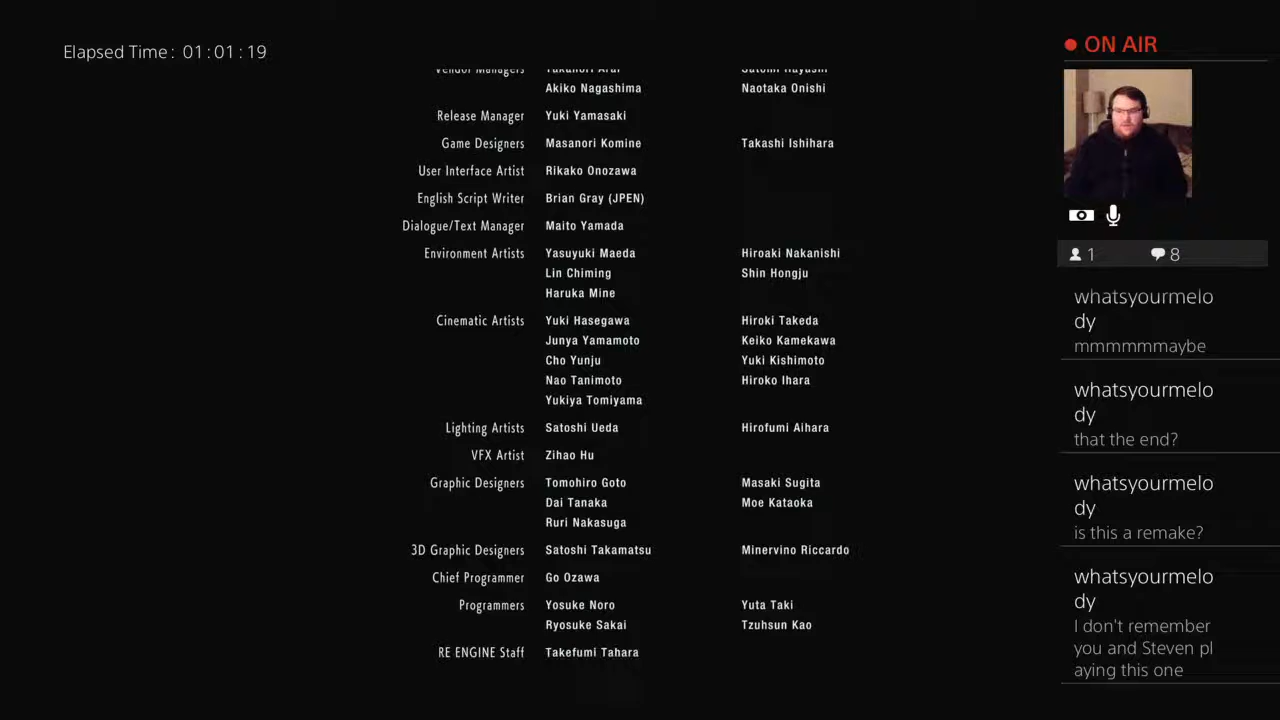 Elapsed Time: 01:01:19
ON AIR
Vendor Managers Takanori Arai Satoshi Hayashi
Akiko Nagashima Naotaka Onishi
Release Manager Yuki Yamasaki
Game Designers Masanori Komine Takashi Ishihara
User Interface Artist Rikako Onozawa
English Script Writer Brian Gray (JPEN)
Dialogue/Text Manager Maito Yamada
Environment Artists Yasuyuki Maeda Hiroaki Nakanishi
Lin Chiming Shin Hongju
Haruka Mine
Cinematic Artists Yuki Hasegawa Hiroki Takeda
Junya Yamamoto Keiko Kamekawa
Cho Yunju Yuki Kishimoto
Nao Tanimoto Hiroko Ihara
Yukiya Tomiyama
Lighting Artists Satoshi Ueda Hirofumi Aihara
VFX Artist Zihao Hu
Graphic Designers Tomohiro Goto Masaki Sugita
Dai Tanaka Moe Kataoka
Ruri Nakasuga
3D Graphic Designers Satoshi Takamatsu Minervino Riccardo
Chief Programmer Go Ozawa
Programmers Yosuke Noro Yuta Taki
Ryosuke Sakai Tzuhsun Kao
RE ENGINE Staff Takefumi Tahara
1 8
whatsyourmelo
dy
mmmmmmaybe
whatsyourmelo
dy
that the end?
whatsyourmelo
dy
is this a remake?
whatsyourmelo
dy
I don't remember
you and Steven pl
aying this one